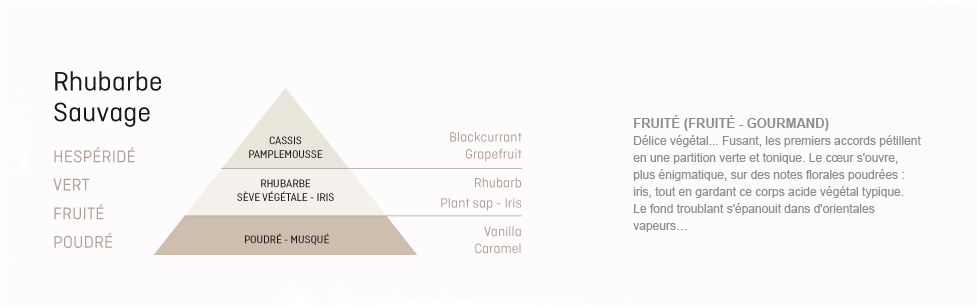 Rhubarbe
Sauvage
HESPÉRIDÉ
VERT
FRUITÉ
POUDRÉ
CASSIS
PAMPLEMOUSSE
RHUBARBE
SÈVE VÉGÉTALE - IRIS
POUDRÉ - MUSQUÉ
Blackcurrant
Grapefruit
Rhubarb
Plant sap - Iris
Vanilla
Caramel
FRUITÉ (FRUITÉ - GOURMAND)
Délice végétal... Fusant, les premiers accords pétillent
en une partition verte et tonique. Le cœur s'ouvre,
plus énigmatique, sur des notes florales poudrées :
iris, tout en gardant ce corps acide végétal typique.
Le fond troublant s'épanouit dans d'orientales
vapeurs…